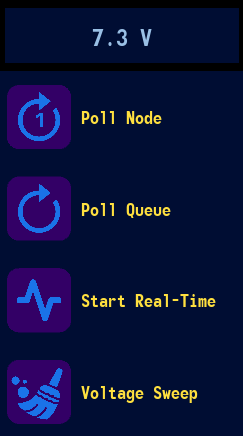 7.3 V
1
Poll Node
Poll Queue
Start Real-Time
Voltage Sweep